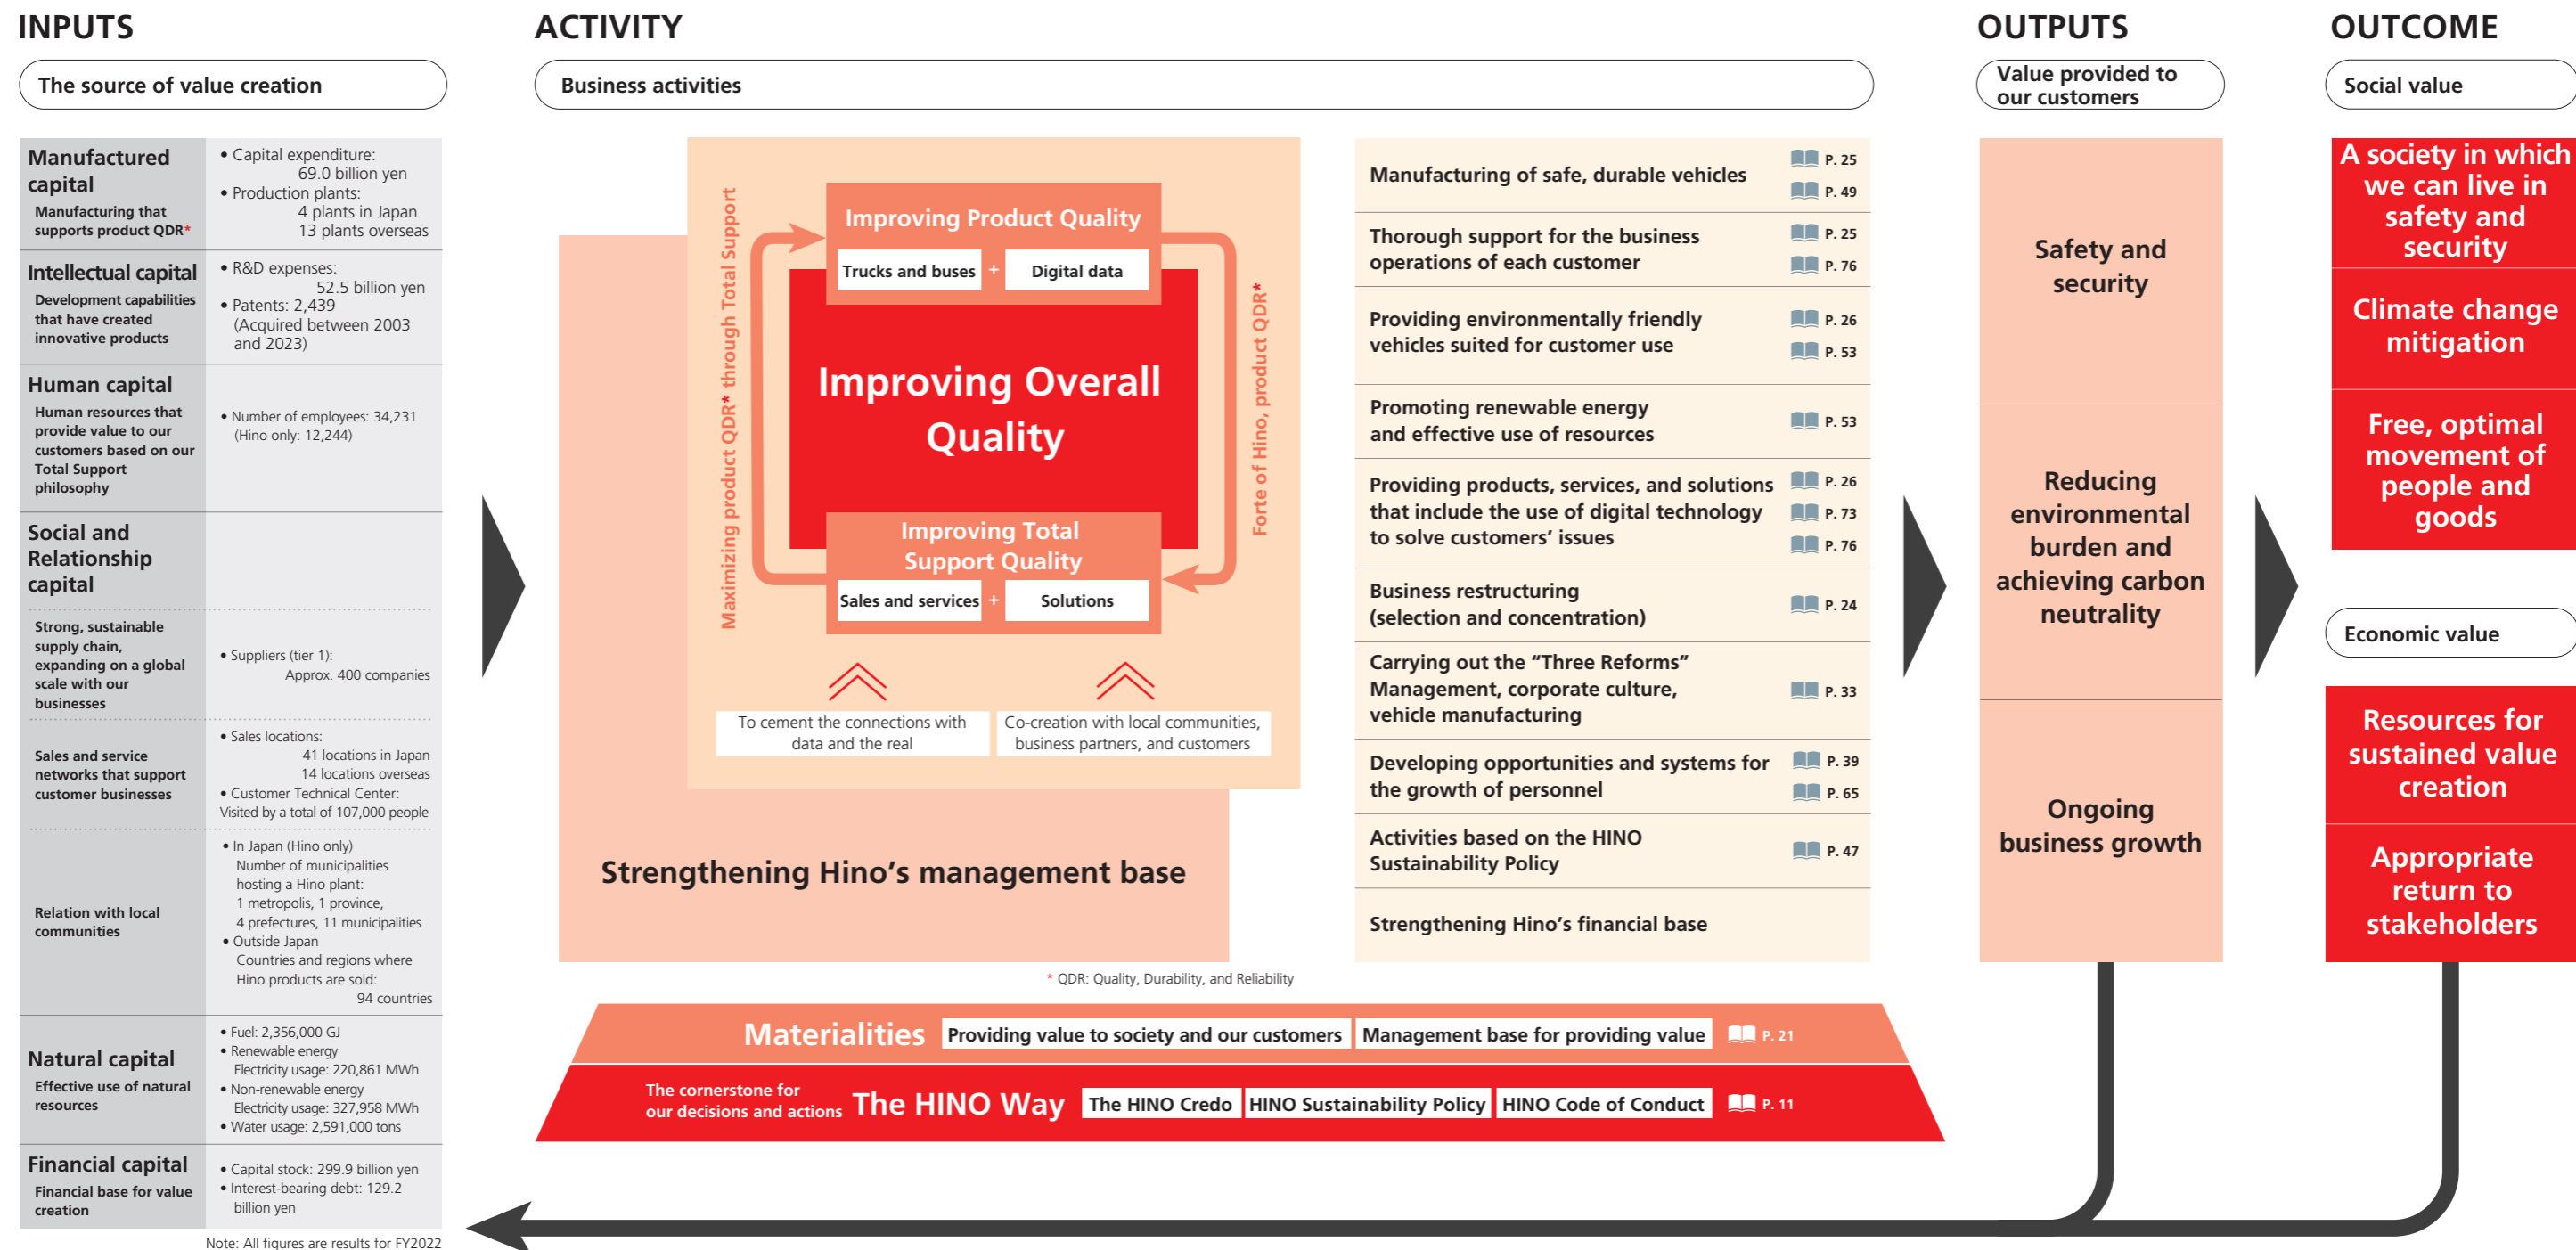 INPUTS
The source of value creation
Manufactured
capital
Manufacturing that
supports product QDR*
• Capital expenditure:
69.0 billion yen
• Production plants:
4 plants in Japan
13 plants overseas
Intellectual capital
Development capabilities
that have created
innovative products
• R&D expenses:
52.5 billion yen
• Patents: 2,439
(Acquired between 2003
and 2023)
Human capital
Human resources that
provide value to our
customers based on our
Total Support
philosophy
• Number of employees: 34,231
(Hino only: 12,244)
Social and
Relationship
capital
Strong, sustainable
supply chain,
expanding on a global
scale with our
businesses
• Suppliers (tier 1):
Approx. 400 companies
Sales and service
networks that support
customer businesses
• Sales locations:
41 locations in Japan
14 locations overseas
• Customer Technical Center:
Visited by a total of 107,000 people
Relation with local
communities
• In Japan (Hino only)
Number of municipalities
hosting a Hino plant:
1 metropolis, 1 province,
4 prefectures, 11 municipalities
• Outside Japan
Countries and regions where
Hino products are sold:
94 countries
Natural capital
Effective use of natural
resources
• Fuel: 2,356,000 GJ
• Renewable energy
Electricity usage: 220,861 MWh
• Non-renewable energy
Electricity usage: 327,958 MWh
• Water usage: 2,591,000 tons
Financial capital
Financial base for value
creation
• Capital stock: 299.9 billion yen
• Interest-bearing debt: 129.2
billion yen
Note: All figures are results for FY2022
ACTIVITY
Business activities
Maximizing product QDR* through Total Support
Improving Product Quality
Trucks and buses + Digital data
Improving Overall
Quality
Improving Total
Support Quality
Sales and services + Solutions
Forte of Hino, product QDR*
To cement the connections with
data and the real
Co-creation with local communities,
business partners, and customers
Strengthening Hino's management base
Manufacturing of safe, durable vehicles
P. 25
P. 49
Thorough support for the business
operations of each customer
P. 25
P. 76
Providing environmentally friendly
vehicles suited for customer use
P. 26
P. 53
Promoting renewable energy
and effective use of resources
P. 53
Providing products, services, and solutions
that include the use of digital technology
to solve customers' issues
P. 26
P. 73
P. 76
Business restructuring
(selection and concentration)
P. 24
Carrying out the "Three Reforms"
Management, corporate culture,
vehicle manufacturing
P. 33
Developing opportunities and systems for
the growth of personnel
P. 39
P. 65
Activities based on the HINO
Sustainability Policy
P. 47
Strengthening Hino's financial base
* QDR: Quality, Durability, and Reliability
Materialities Providing value to society and our customers Management base for providing value P. 21
The cornerstone for
our decisions and actions
The HINO Way The HINO Credo HINO Sustainability Policy HINO Code of Conduct P. 11
OUTPUTS
Value provided to
our customers
Safety and
security
Reducing
environmental
burden and
achieving carbon
neutrality
Ongoing
business growth
OUTCOME
Social value
A society in which
we can live in
safety and
security
Climate change
mitigation
Free, optimal
movement of
people and
goods
Economic value
Resources for
sustained value
creation
Appropriate
return to
stakeholders